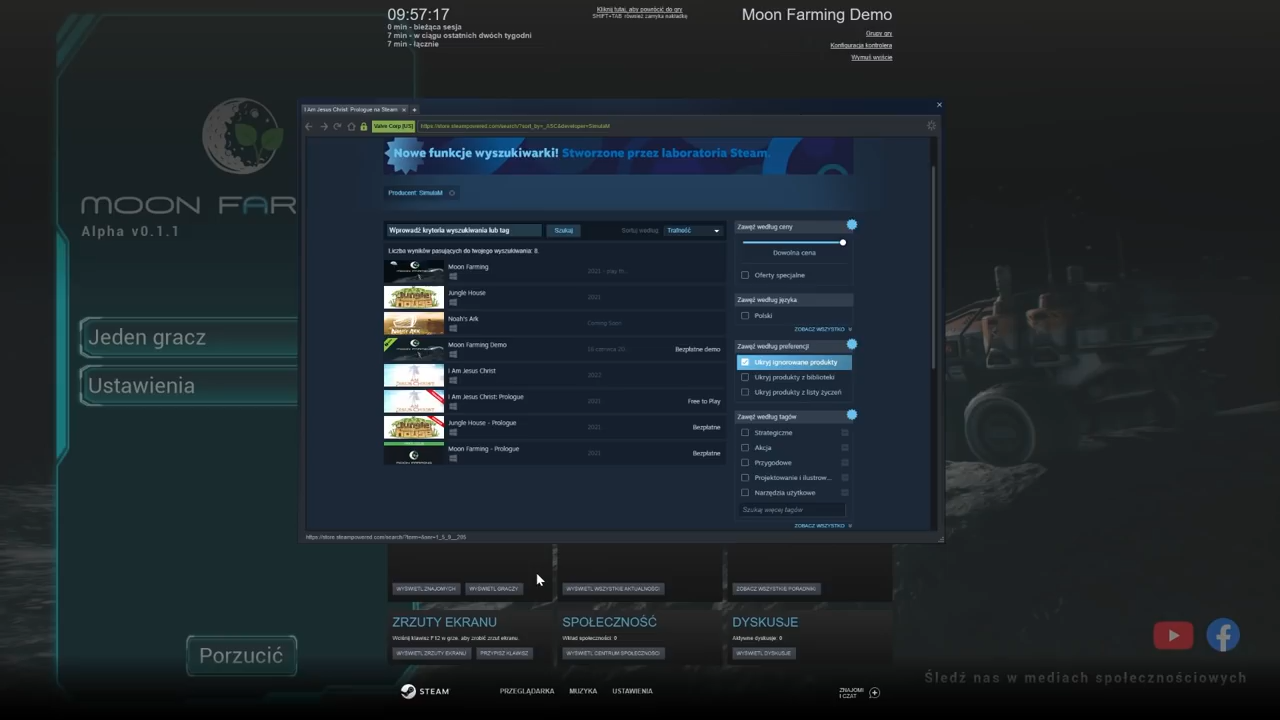 09:57:17
0 min - bieżąca sesja
7 min - w ciągu ostatnich dwóch tygodni
7 min - łącznie
Kliknij tutaj, aby powrócić do gry
SHIFT+TAB również zamyka nakładkę
Moon Farming Demo
Grupy gry
Konfiguracja kontrolera
Wymuś wyjście
MOON FAR
Alpha v0.1.1
Jeden gracz
Ustawienia
Porzucić
I Am Jesus Christ: Prologue na Steam
Valve Corp [US]
Nowe funkcje wyszukiwarki! Stworzone przez laboratoria Steam.
Producent: SimulaM
Wprowadź kryteria wyszukiwania lub tag
Szukaj
Sortuj według
Trafność
Liczba wyników pasujących do twojego wyszukiwania: 8.
Moon Farming
2021 - play th...
Jungle House
2021
Noah's Ark
Coming Soon
Moon Farming Demo
16 czerwca 20...
Bezpłatne demo
I Am Jesus Christ
2022
I Am Jesus Christ: Prologue
2021
Free to Play
Jungle House - Prologue
2021
Bezpłatne
Moon Farming - Prologue
2021
Bezpłatne
Zawęź według ceny
Dowolna cena
Oferty specjalne
Zawęź według języka
Polski
ZOBACZ WSZYSTKO
Zawęź według preferencji
Ukryj ignorowane produkty
Ukryj produkty z biblioteki
Ukryj produkty z listy życzeń
Zawęź według tagów
Strategiczne
Akcja
Przygodowe
Projektowanie i ilustrow...
Narzędzia użytkowe
Szukaj więcej tagów
ZOBACZ WSZYSTKO
WYŚWIETL ZNAJOMYCH
WYŚWIETL GRACZY
WYŚWIETL WSZYSTKIE AKTUALNOŚCI
ZOBACZ WSZYSTKIE PORADNIKI
ZRZUTY EKRANU
Wciśnij klawisz F12 w grze, aby zrobić zrzut ekranu.
WYŚWIETL ZRZUTY EKRANU
PRZYPISZ KLAWISZ
SPOŁECZNOŚĆ
Wkład społeczności: 0
WYŚWIETL CENTRUM SPOŁECZNOŚCI
DYSKUSJE
Aktywne dyskusje: 0
WYŚWIETL DYSKUSJE
STEAM
PRZEGLĄDARKA
MUZYKA
USTAWIENIA
ZNAJOMI
I CZAT
Śledź nas w mediach społecznościowych